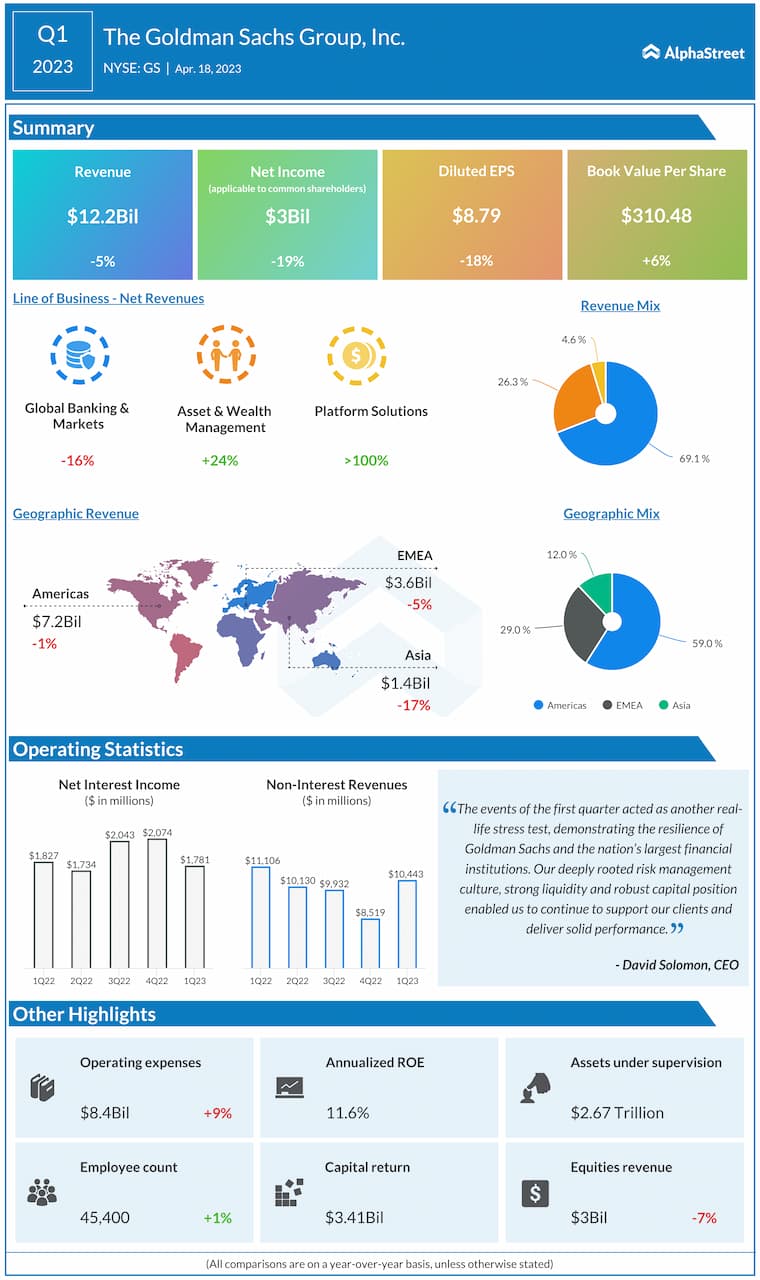 Q1
2023
The Goldman Sachs Group, Inc.
NYSE: GS | Apr. 18, 2023
AlphaStreet
Summary
Revenue
$12.2Bil
-5%
Net Income
(applicable to common shareholders)
$3Bil
-19%
Diluted EPS
$8.79
-18%
Book Value Per Share
$310.48
+6%
Line of Business - Net Revenues
Global Banking &
Markets
-16%
Asset & Wealth
Management
+24%
Platform Solutions
>100%
Revenue Mix
4.6 %
26.3 %
69.1 %
Geographic Revenue
Americas
$7.2Bil
-1%
EMEA
$3.6Bil
-5%
Asia
$1.4Bil
-17%
Geographic Mix
12.0 %
29.0 %
59.0 %
Americas EMEA Asia
Operating Statistics
Net Interest Income
($ in millions)
$1,827
$1,734
$2,043
$2,074
$1,781
1Q22 2Q22 3Q22 4Q22 1Q23
Non-Interest Revenues
($ in millions)
$11,106
$10,130
$9,932
$8,519
$10,443
1Q22 2Q22 3Q22 4Q22 1Q23
“The events of the first quarter acted as another real-
life stress test, demonstrating the resilience of
Goldman Sachs and the nation's largest financial
institutions. Our deeply rooted risk management
culture, strong liquidity and robust capital position
enabled us to continue to support our clients and
deliver solid performance.”
- David Solomon, CEO
Other Highlights
Operating expenses
$8.4Bil +9%
Annualized ROE
11.6%
Assets under supervision
$2.67 Trillion
Employee count
45,400 +1%
Capital return
$3.41Bil
Equities revenue
$3Bil -7%
(All comparisons are on a year-over-year basis, unless otherwise stated)